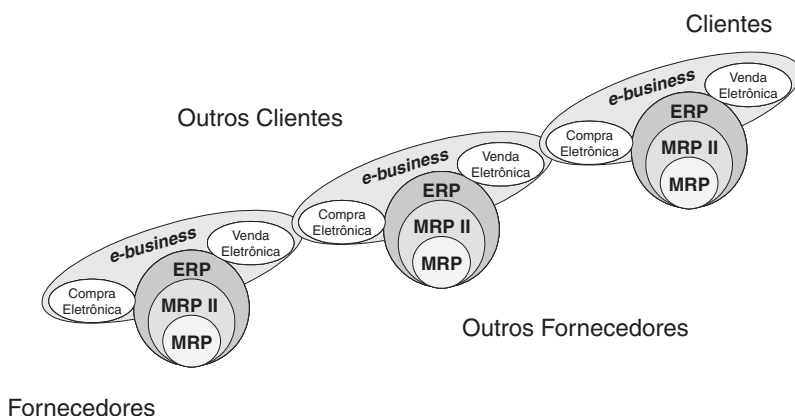 Clientes
e-business
Venda
Eletrônica
ERP
Compra
Eletrônica
MRP II
MRP
Outros Clientes
e-business
Venda
Eletrônica
ERP
Compra
Eletrônica
MRP II
MRP
e-business
Venda
Eletrônica
ERP
Compra
Eletrônica
MRP II
MRP
Outros Fornecedores
Fornecedores